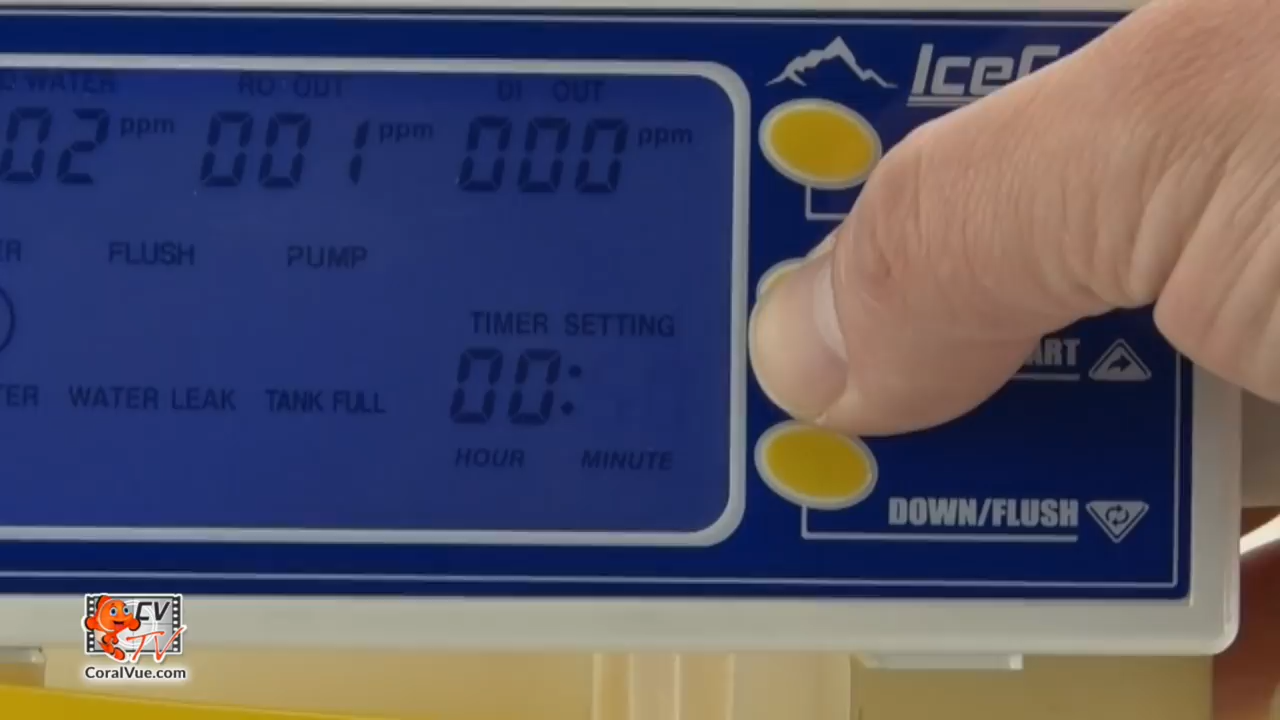 WATER RO OUT DI OUT
02 ppm 001 ppm 000 ppm
FLUSH PUMP
TIMER SETTING
00:
WATER LEAK TANK FULL
HOUR MINUTE
DOWN/FLUSH
CV
TV
CoralVue.com